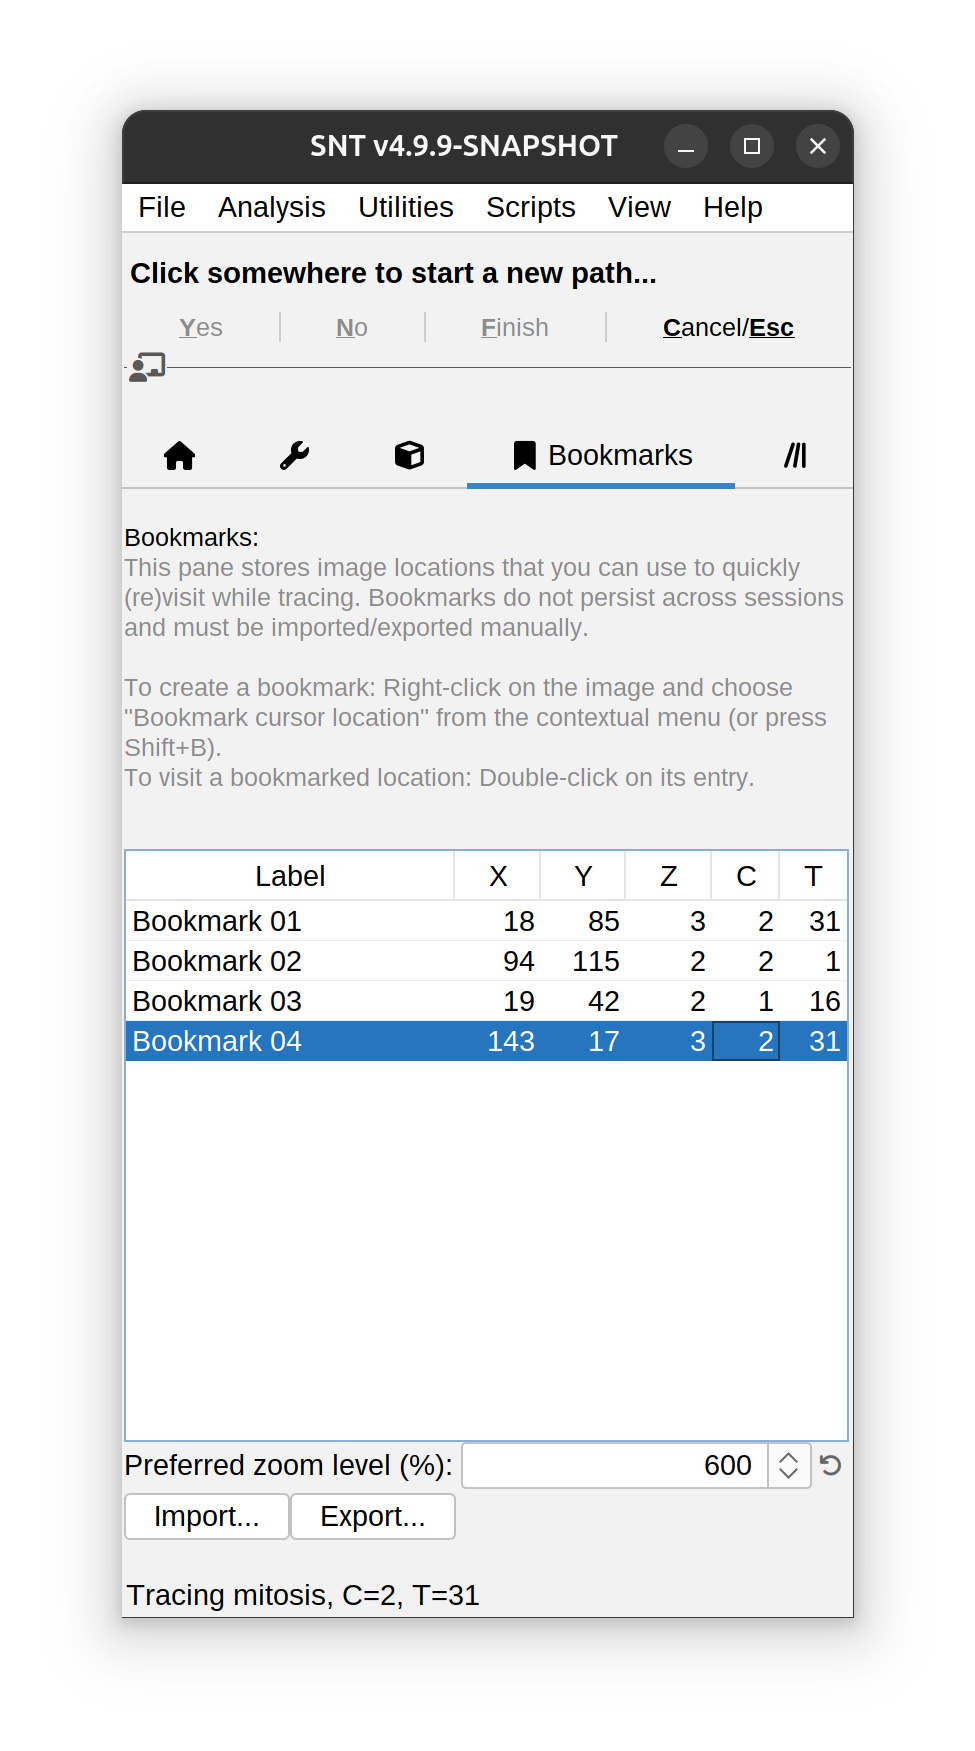 SNT v4.9.9-SNAPSHOT
File Analysis Utilities Scripts View Help
Click somewhere to start a new path...
Yes No Finish Cancel/Esc
Bookmarks
Bookmarks:
This pane stores image locations that you can use to quickly
(re)visit while tracing. Bookmarks do not persist across sessions
and must be imported/exported manually.
To create a bookmark: Right-click on the image and choose
"Bookmark cursor location" from the contextual menu (or press
Shift+B).
To visit a bookmarked location: Double-click on its entry.
Label X Y Z C T
Bookmark 01 18 85 3 2 31
Bookmark 02 94 115 2 2 1
Bookmark 03 19 42 2 1 16
Bookmark 04 143 17 3 2 31
Preferred zoom level (%): 600
Import... Export...
Tracing mitosis, C=2, T=31